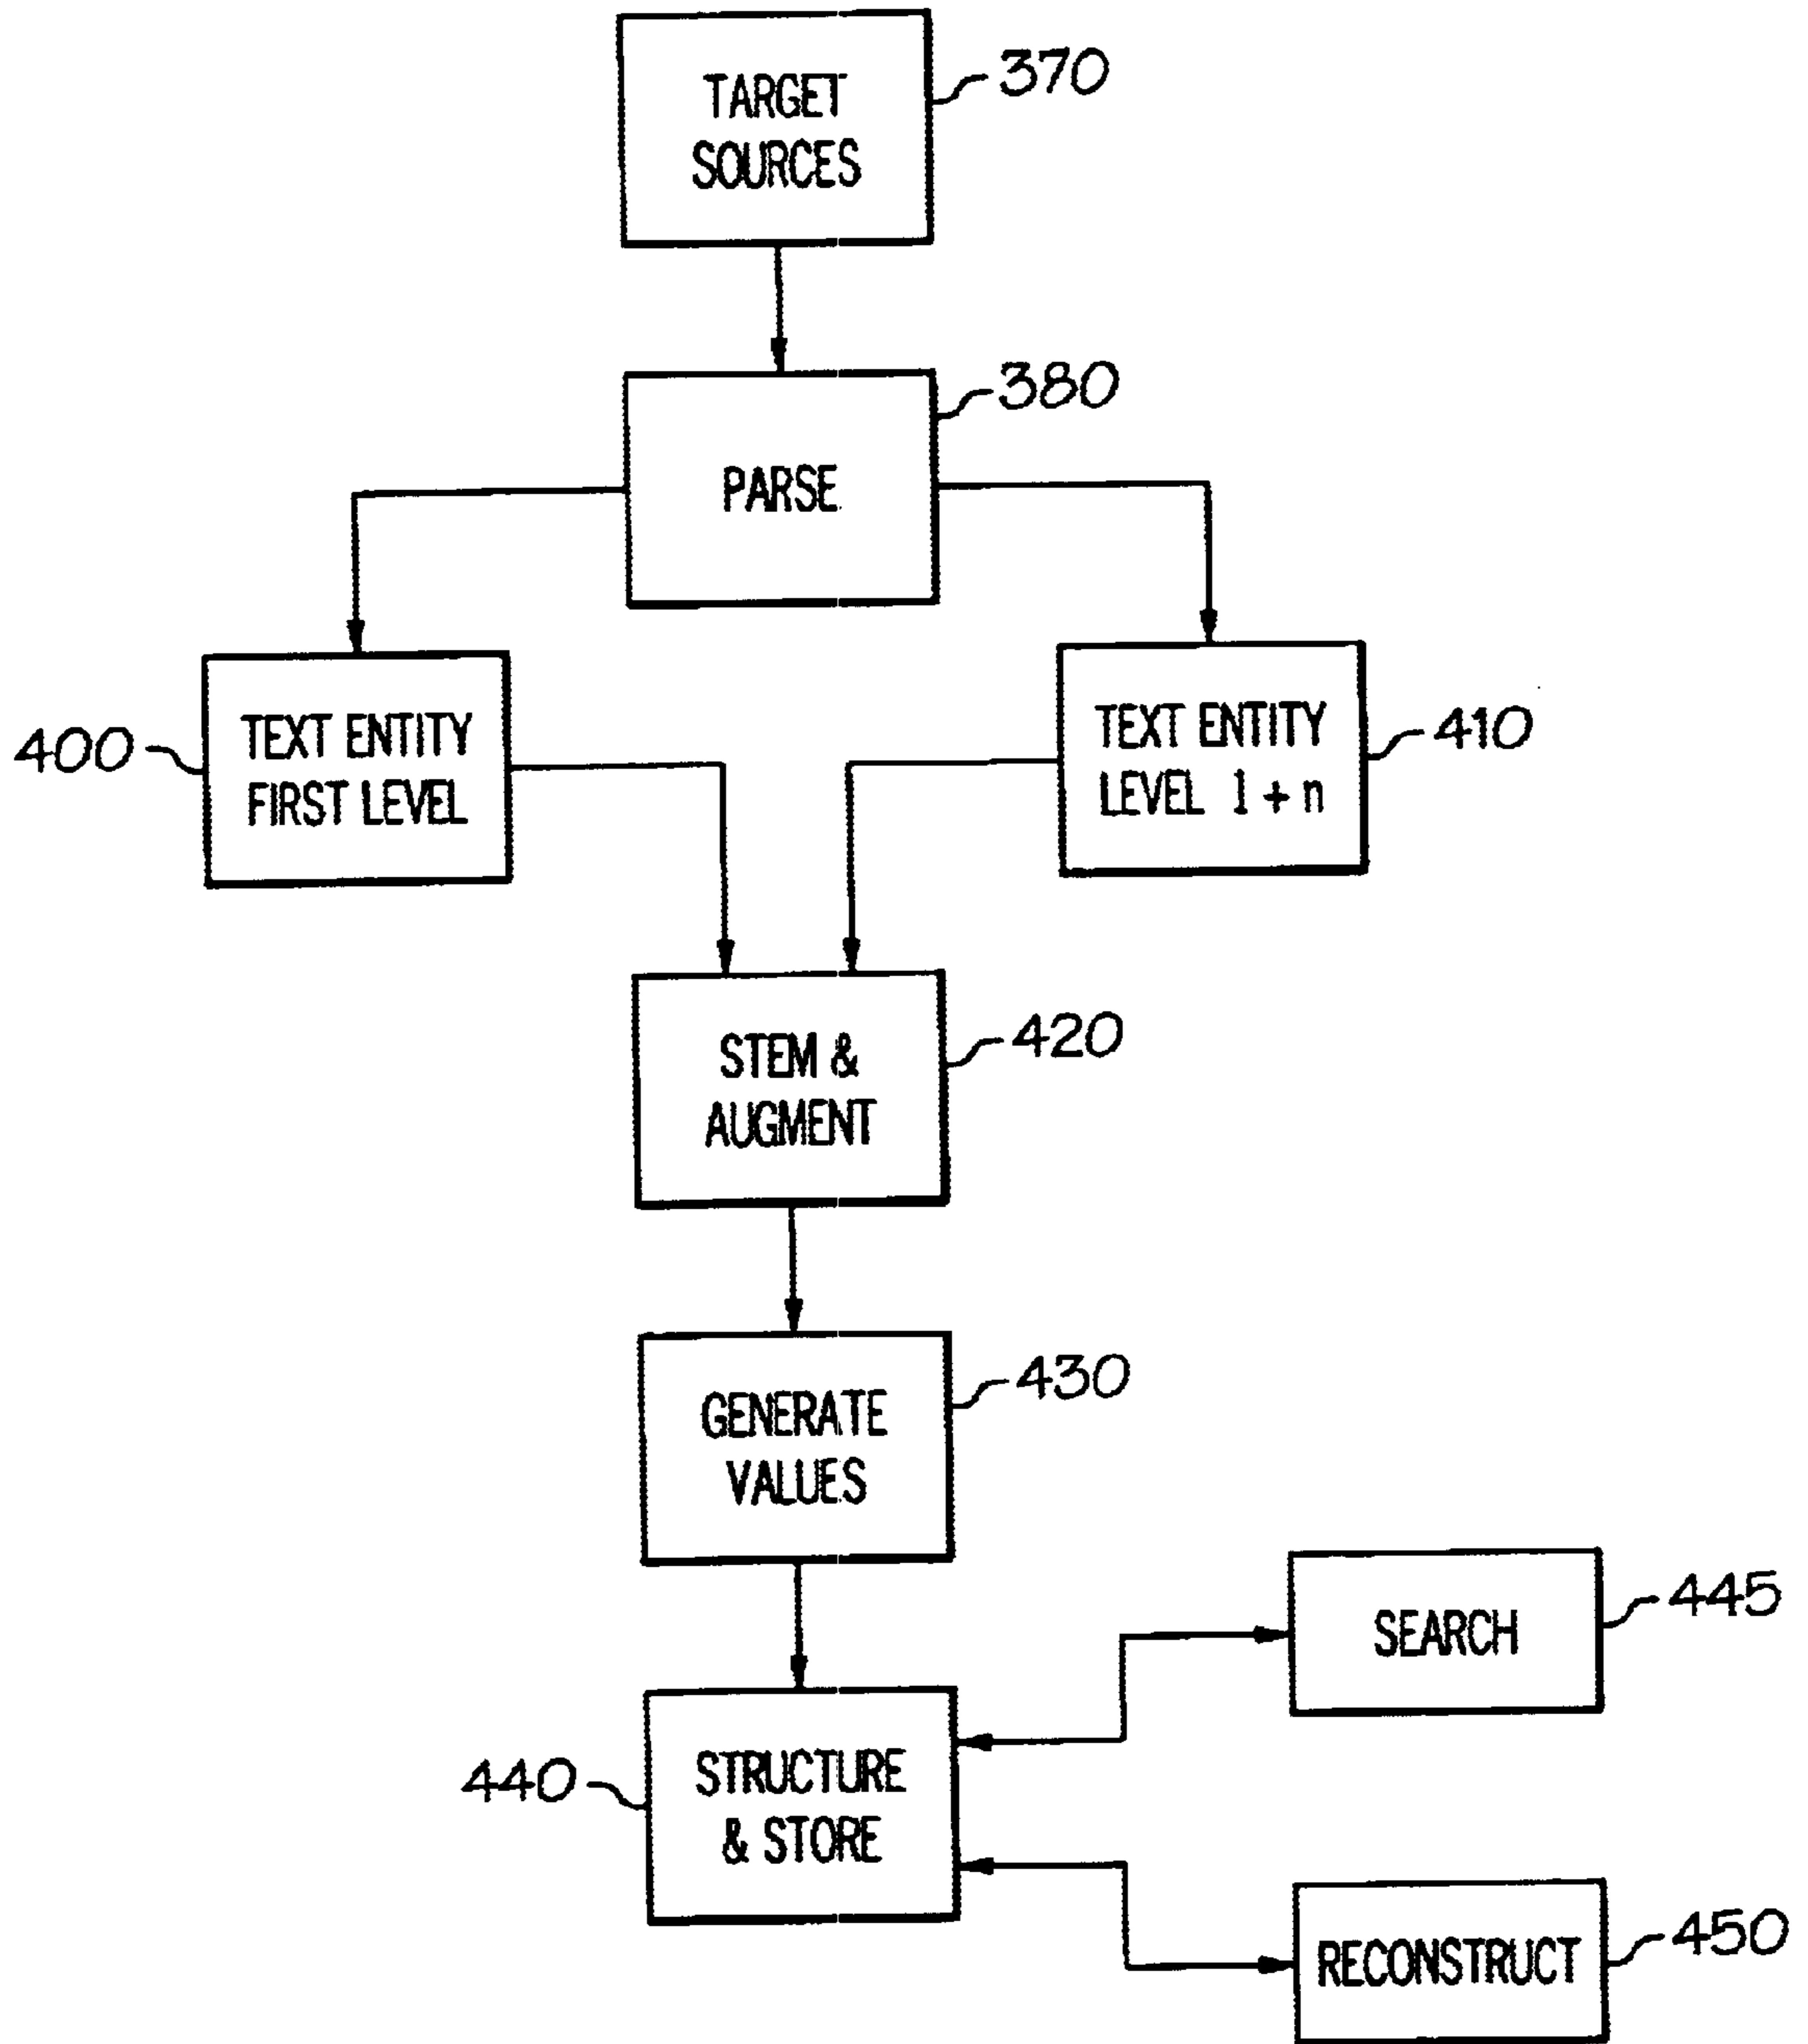 TARGET
SOURCES
370
PARSE
380
TEXT ENTITY
FIRST LEVEL
400
TEXT ENTITY
LEVEL 1 + n
410
STEM &
AUGMENT
420
GENERATE
VALUES
430
SEARCH
445
STRUCTURE
& STORE
440
RECONSTRUCT
450